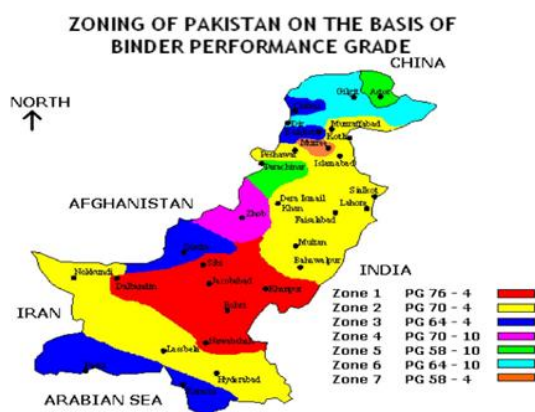 ZONING OF PAKISTAN ON THE BASIS OF
BINDER PERFORMANCE GRADE
CHINA
NORTH
Gilgit
Astor
Dir
Muzaffabad
Kotli
Murree
Peshawar
Islamabad
Parachinar
AFGHANISTAN
Dera Ismail
Khan
Sialkot
Lahore
Faisalabad
Zhob
Multan
Bahawalpur
Sibi
Nokkundi
Dalbandin
Jacobabad
Khanpur
INDIA
IRAN
Rohri
Nawabshah
Lasbela
Hyderabad
ARABIAN SEA
Zone 1 PG 76 - 4
Zone 2 PG 70 - 4
Zone 3 PG 64 - 4
Zone 4 PG 70 - 10
Zone 5 PG 58 - 10
Zone 6 PG 64 - 10
Zone 7 PG 58 - 4